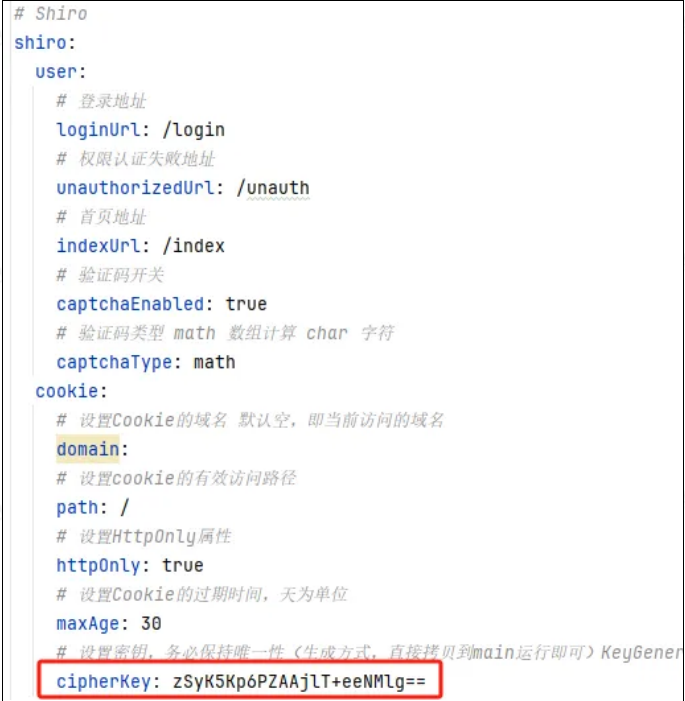 # Shiro
shiro:
  user:
    # 登录地址
    loginUrl: /login
    # 权限认证失败地址
    unauthorizedUrl: /unauth
    # 首页地址
    indexUrl: /index
    # 验证码开关
    captchaEnabled: true
    # 验证码类型 math 数组计算 char 字符
    captchaType: math
  cookie:
    # 设置Cookie的域名 默认空，即当前访问的域名
    domain:
    # 设置cookie的有效访问路径
    path: /
    # 设置HttpOnly属性
    httpOnly: true
    # 设置Cookie的过期时间，天为单位
    maxAge: 30
    # 设置密钥，务必保持唯一性（生成方式，直接拷贝到main运行即可）KeyGener
    cipherKey: zSyK5Kp6PZAAjlT+eeNMlg==